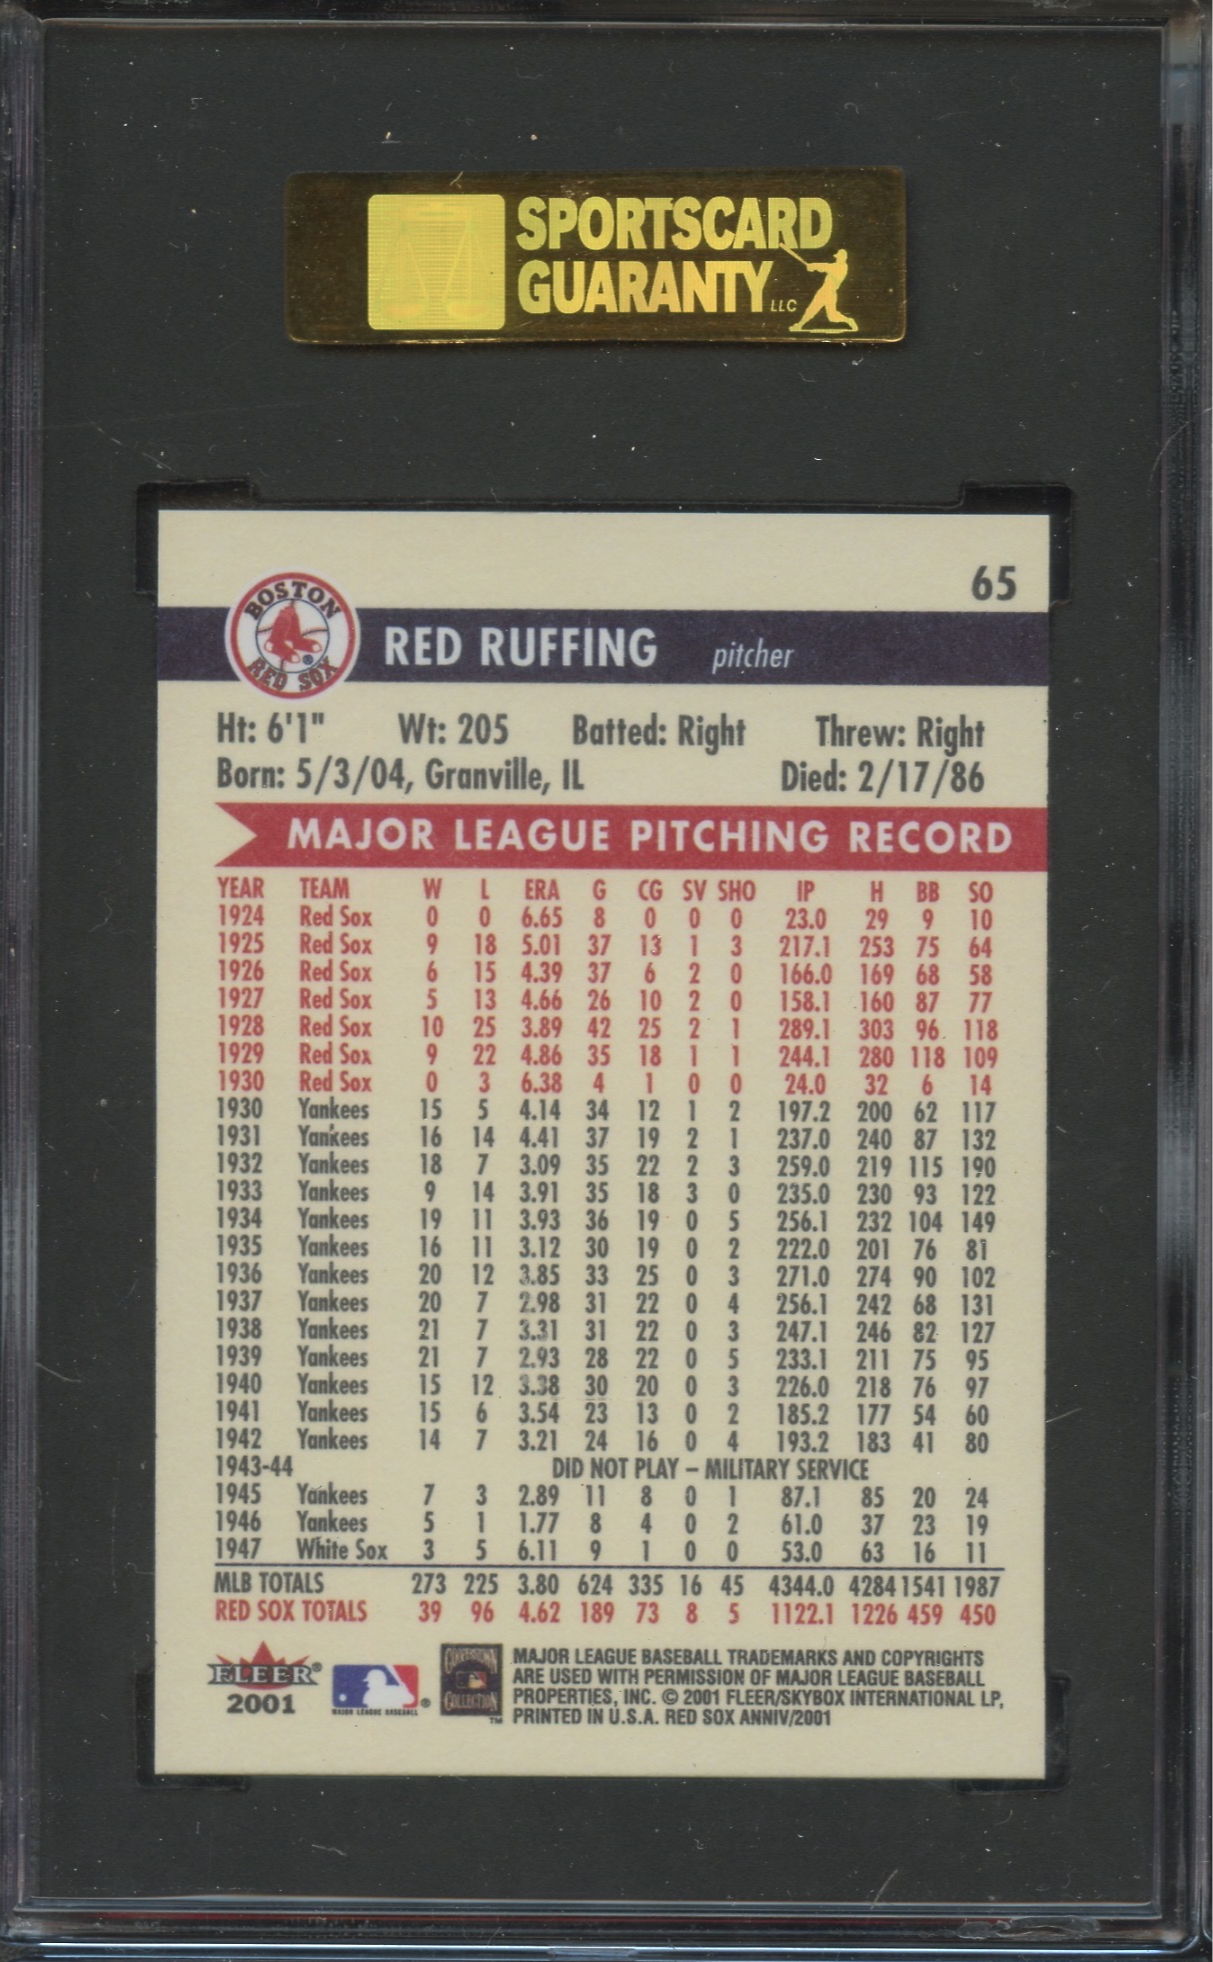 SPORTSCARD
GUARANTY LLC
65
BOSTON
RED SOX
RED RUFFING pitcher
Ht: 6'1" Wt: 205 Batted: Right Threw: Right
Born: 5/3/04, Granville, IL Died: 2/17/86
MAJOR LEAGUE PITCHING RECORD
YEAR TEAM W L ERA G CG SV SHO IP H BB SO
1924 Red Sox 0 0 6.65 8 0 0 0 23.0 29 9 10
1925 Red Sox 9 18 5.01 37 13 1 3 217.1 253 75 64
1926 Red Sox 6 15 4.39 37 6 2 0 166.0 169 68 58
1927 Red Sox 5 13 4.66 26 10 2 0 158.1 160 87 77
1928 Red Sox 10 25 3.89 42 25 2 1 289.1 303 96 118
1929 Red Sox 9 22 4.86 35 18 1 1 244.1 280 118 109
1930 Red Sox 0 3 6.38 4 1 0 0 24.0 32 6 14
1930 Yankees 15 5 4.14 34 12 1 2 197.2 200 62 117
1931 Yankees 16 14 4.41 37 19 2 1 237.0 240 87 132
1932 Yankees 18 7 3.09 35 22 2 3 259.0 219 115 190
1933 Yankees 9 14 3.91 35 18 3 0 235.0 230 93 122
1934 Yankees 19 11 3.93 36 19 0 5 256.1 232 104 149
1935 Yankees 16 11 3.12 30 19 0 2 222.0 201 76 81
1936 Yankees 20 12 3.85 33 25 0 3 271.0 274 90 102
1937 Yankees 20 7 2.98 31 22 0 4 256.1 242 68 131
1938 Yankees 21 7 3.31 31 22 0 3 247.1 246 82 127
1939 Yankees 21 7 2.93 28 22 0 5 233.1 211 75 95
1940 Yankees 15 12 3.38 30 20 0 3 226.0 218 76 97
1941 Yankees 15 6 3.54 23 13 0 2 185.2 177 54 60
1942 Yankees 14 7 3.21 24 16 0 4 193.2 183 41 80
1943-44 DID NOT PLAY – MILITARY SERVICE
1945 Yankees 7 3 2.89 11 8 0 1 87.1 85 20 24
1946 Yankees 5 1 1.77 8 4 0 2 61.0 37 23 19
1947 White Sox 3 5 6.11 9 1 0 0 53.0 63 16 11
MLB TOTALS 273 225 3.80 624 335 16 45 4344.0 4284 1541 1987
RED SOX TOTALS 39 96 4.62 189 73 8 5 1122.1 1226 459 450
FLEER®
2001
MAJOR LEAGUE BASEBALL ®
COOPERSTOWN
COLLECTION
™
MAJOR LEAGUE BASEBALL TRADEMARKS AND COPYRIGHTS
ARE USED WITH PERMISSION OF MAJOR LEAGUE BASEBALL
PROPERTIES, INC. © 2001 FLEER/SKYBOX INTERNATIONAL LP,
PRINTED IN U.S.A. RED SOX ANNIV/2001